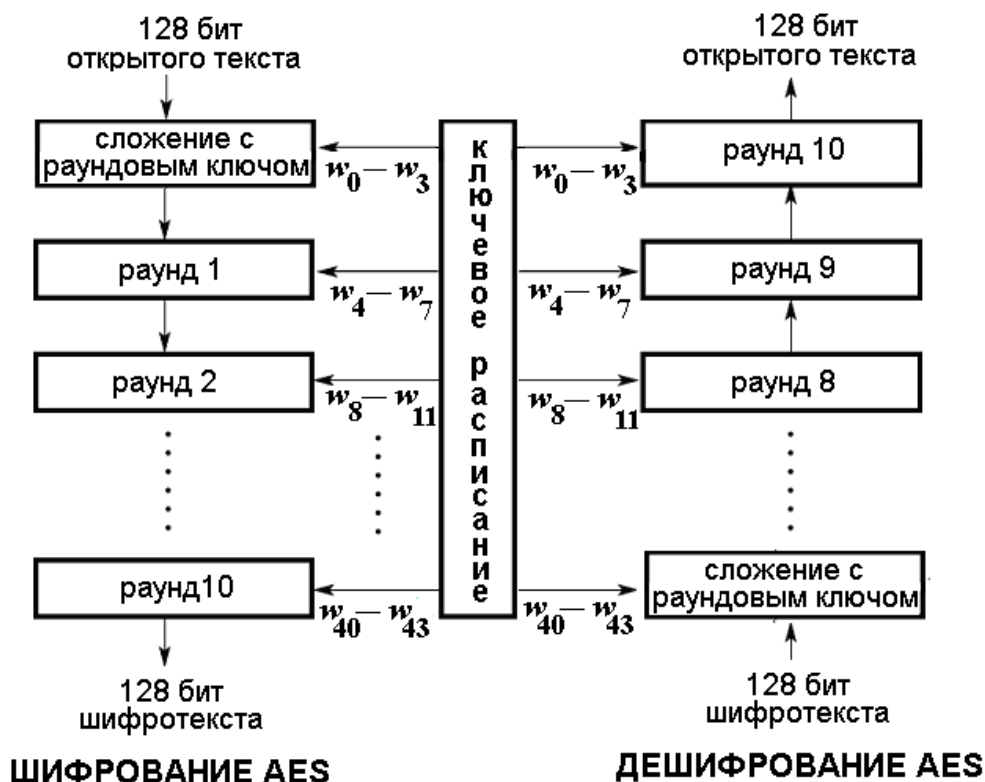 128 бит
открытого текста
128 бит
открытого текста
сложение с
раундовым ключом
w0 – w3
ключевое расписание
w0 – w3
раунд 10
раунд 1
w4 – w7
w4 – w7
раунд 9
раунд 2
w8 – w11
w8 – w11
раунд 8
раунд10
w40 – w43
w40 – w43
сложение с
раундовым ключом
128 бит
шифротекста
128 бит
шифротекста
ШИФРОВАНИЕ AES
ДЕШИФРОВАНИЕ AES